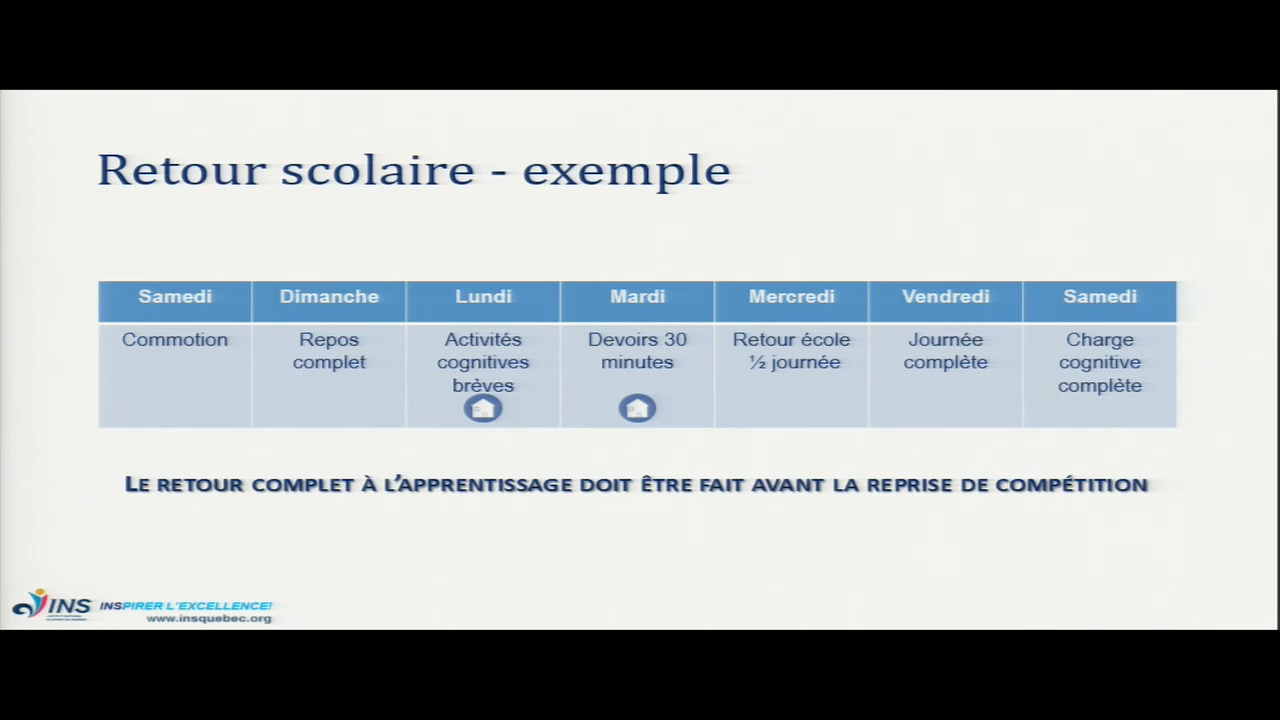 Retour scolaire - exemple
Samedi Dimanche Lundi Mardi Mercredi Vendredi Samedi
Commotion Repos Activités Devoirs 30 Retour école Journée Charge
complet cognitives minutes ½ journée complète cognitive
brèves complète
LE RETOUR COMPLET À L'APPRENTISSAGE DOIT ÊTRE FAIT AVANT LA REPRISE DE COMPÉTITION
INS INSPIRER L'EXCELLENCE!
www.insquebec.org